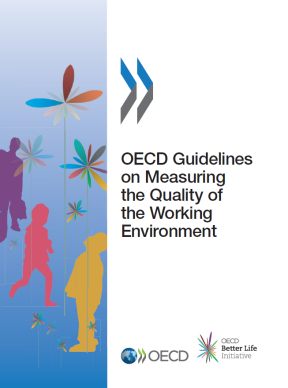 OECD Guidelines
on Measuring
the Quality of
the Working
Environment
OECD
OECD
Better Life
Initiative